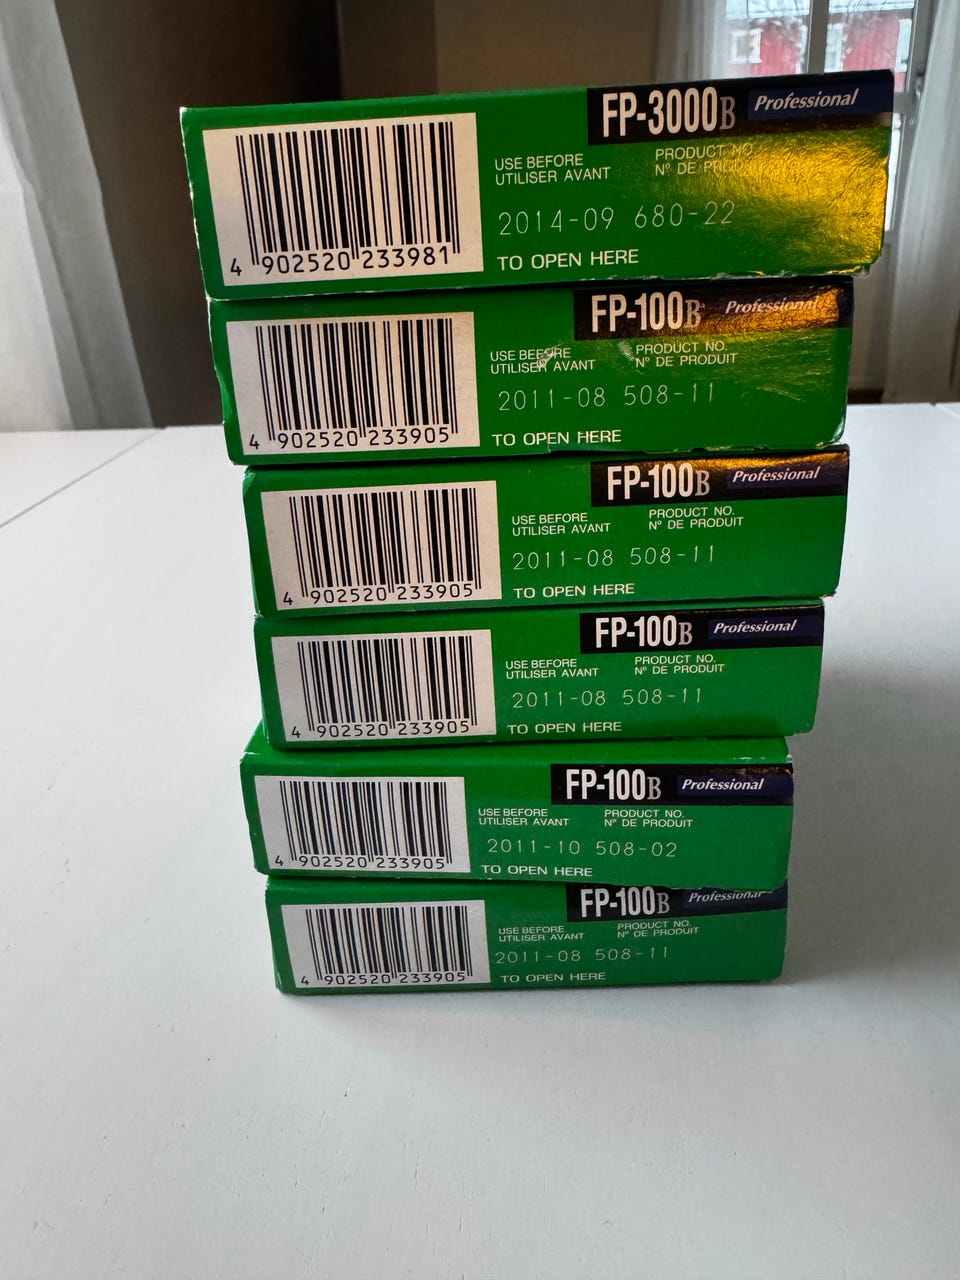 FP-3000B Professional
USE BEFORE PRODUCT NO.
UTILISER AVANT Nº DE PRODUIT
2014-09 680-22
4 902520 233981
TO OPEN HERE
FP-100B Professional
USE BEFORE PRODUCT NO.
UTILISER AVANT Nº DE PRODUIT
2011-08 508-11
4 902520 233905
TO OPEN HERE
FP-100B Professional
USE BEFORE PRODUCT NO.
UTILISER AVANT Nº DE PRODUIT
2011-08 508-11
4 902520 233905
TO OPEN HERE
FP-100B Professional
USE BEFORE PRODUCT NO.
UTILISER AVANT Nº DE PRODUIT
2011-08 508-11
4 902520 233905
TO OPEN HERE
FP-100B Professional
USE BEFORE PRODUCT NO.
UTILISER AVANT Nº DE PRODUIT
2011-10 508-02
4 902520 233905
TO OPEN HERE
FP-100B Professional
USE BEFORE PRODUCT NO.
UTILISER AVANT Nº DE PRODUIT
2011-08 508-11
4 902520 233905
TO OPEN HERE